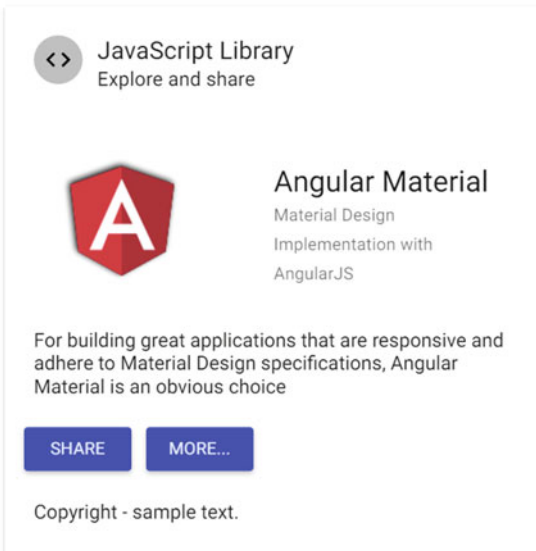 <> JavaScript Library
Explore and share
A
Angular Material
Material Design
Implementation with
AngularJS
For building great applications that are responsive and
adhere to Material Design specifications, Angular
Material is an obvious choice
SHARE MORE...
Copyright - sample text.